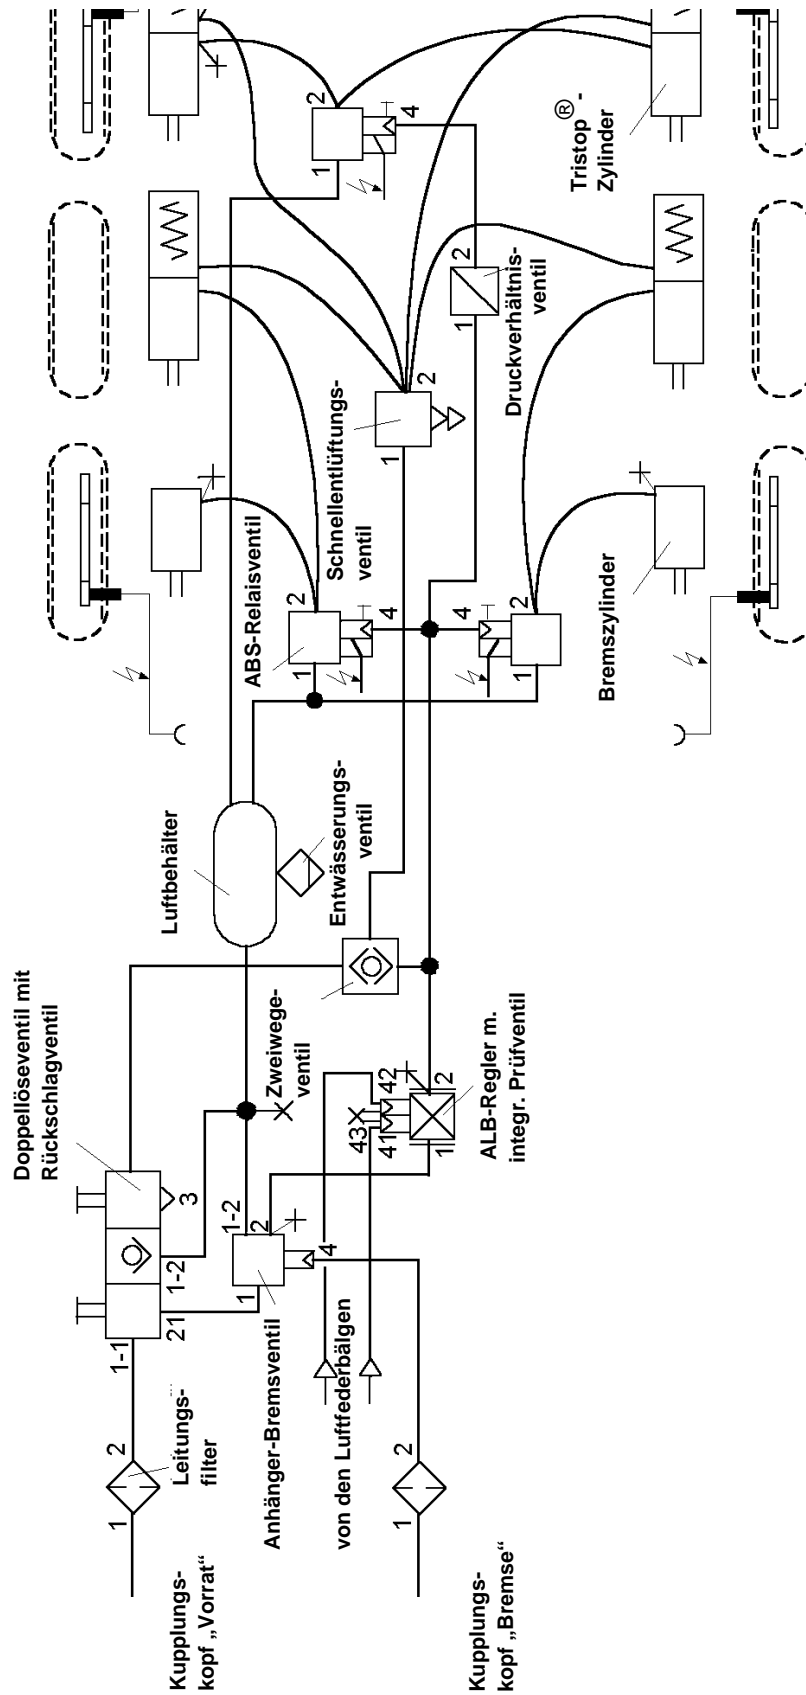 Kupplungs-
kopf „Vorrat“
1
2
Leitungs-
filter
Doppellöseventil mit
Rückschlagventil
1-1
21
1-2
3
Kupplungs-
kopf „Bremse“
1
2
Anhänger-Bremsventil
1
1-2
2
4
von den Luftfederbälgen
Zweiwege-
ventil
43
41
42
1
2
ALB-Regler m.
integr. Prüfventil
Luftbehälter
Entwässerungs-
ventil
ABS-Relaisventil
1
2
4
Schnellentlüftungs-
ventil
1
2
4
1
2
Bremszylinder
Druckverhältnis-
ventil
1
2
1
2
4
Tristop®-
Zylinder